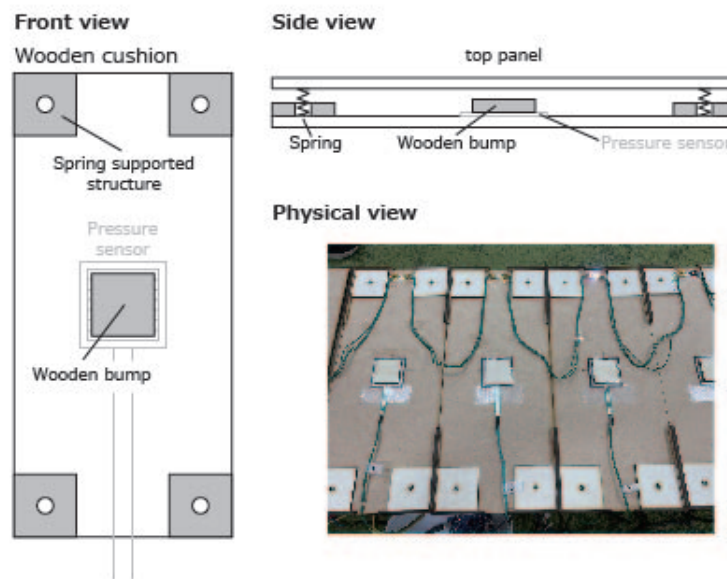 Front view
Wooden cushion
Spring supported
structure
Pressure
sensor
Wooden bump
Side view
top panel
Spring
Wooden bump
Pressure sensor
Physical view